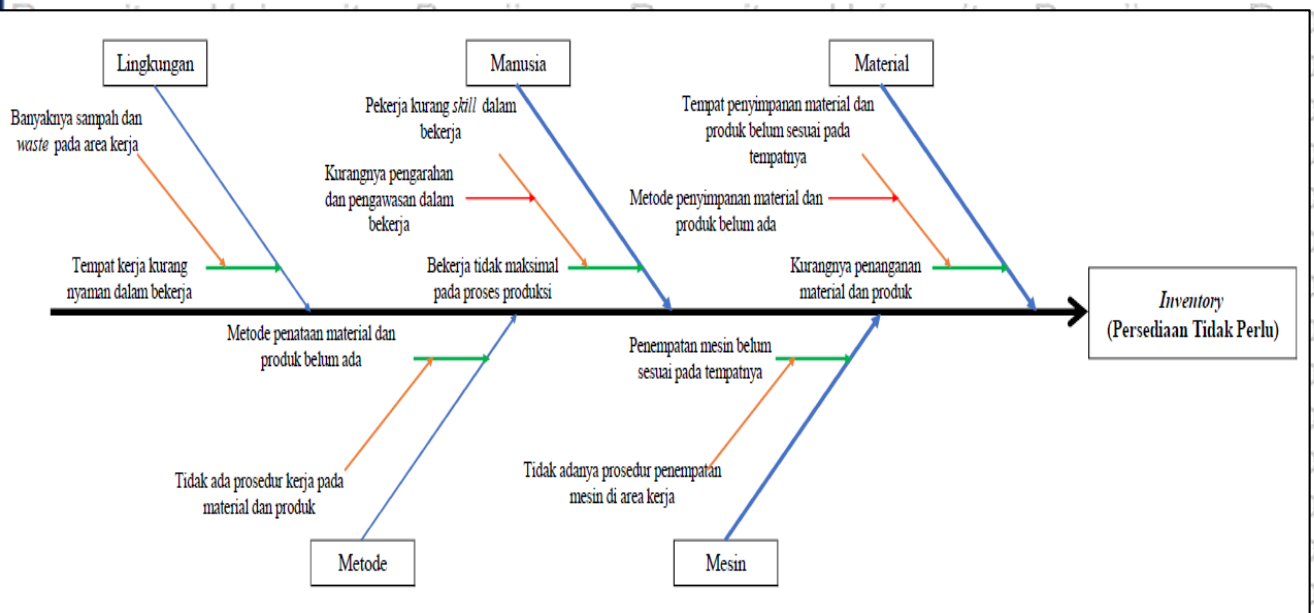 Lingkungan
Manusia
Material
Banyaknya sampah dan
waste pada area kerja
Pekerja kurang skill dalam
bekerja
Tempat penyimpanan material dan
produk belum sesuai pada
tempatnya
Kurangnya pengarahan
dan pengawasan dalam
bekerja
Metode penyimpanan material dan
produk belum ada
Tempat kerja kurang
nyaman dalam bekerja
Bekerja tidak maksimal
pada proses produksi
Kurangnya penanganan
material dan produk
Inventory
(Persediaan Tidak Perlu)
Metode penataan material dan
produk belum ada
Penempatan mesin belum
sesuai pada tempatnya
Tidak ada prosedur kerja pada
material dan produk
Tidak adanya prosedur penempatan
mesin di area kerja
Metode
Mesin